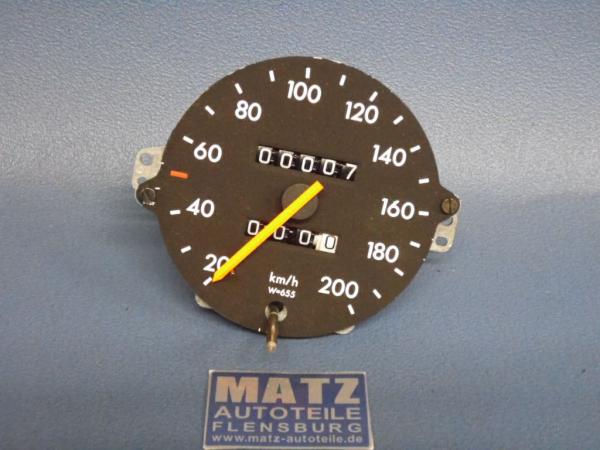 100
80 120
60 140
00007
40 160
0000
20 180
km/h
W=655
200
MATZ
AUTOTEILE
FLENSBURG
www.matz-autoteile.de